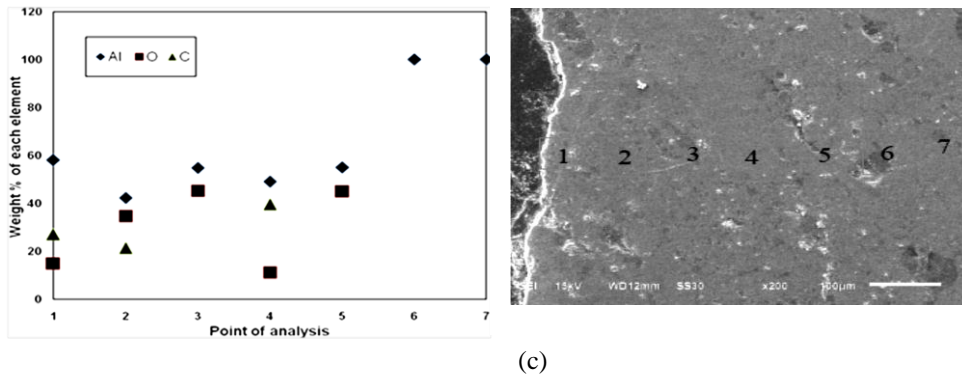 120
100
80
60
40
20
0
Al O C
Weight % of each element
1 2 3 4 5 6 7
Point of analysis
1 2 3 4 5 6 7
SEI 15kV WD12mm SS30 x200 100µm
(c)